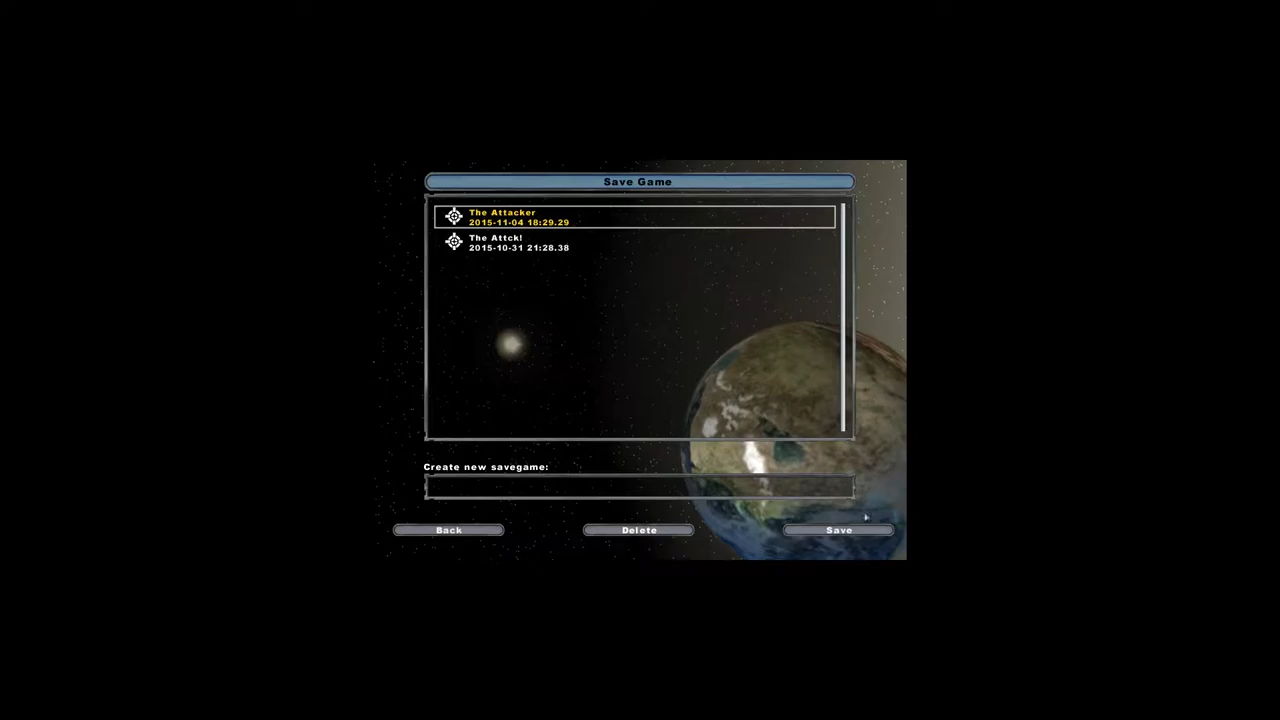 Save Game
The Attacker
2015-11-04 18:29.29
The Attck!
2015-10-31 21:28.38
Create new savegame:
Back
Delete
Save